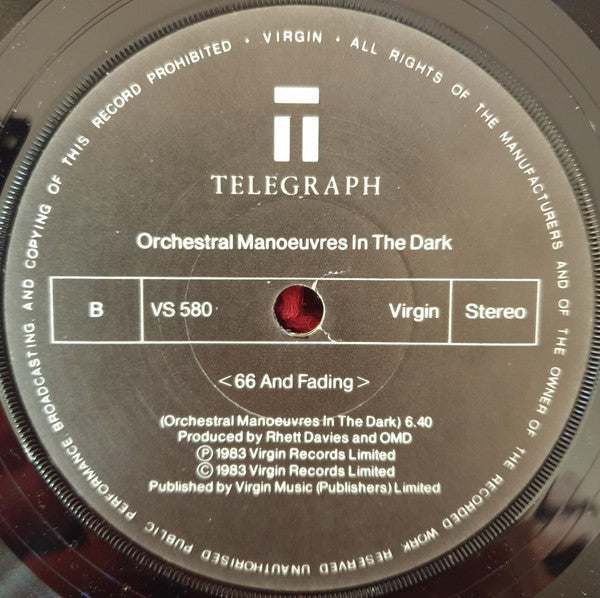 PERFORMANCE BROADCASTING, AND COPYING OF THIS RECORD PROHIBITED • VIRGIN • ALL RIGHTS OF THE MANUFACTURERS AND OF THE OWNER OF THE RECORDED WORK RESERVED UNAUTHORISED PUBLIC
TELEGRAPH
Orchestral Manoeuvres In The Dark
B VS 580 Virgin Stereo
<66 And Fading>
(Orchestral Manoeuvres In The Dark) 6.40
Produced by Rhett Davies and OMD
Ⓟ 1983 Virgin Records Limited
© 1983 Virgin Records Limited
Published by Virgin Music (Publishers) Limited